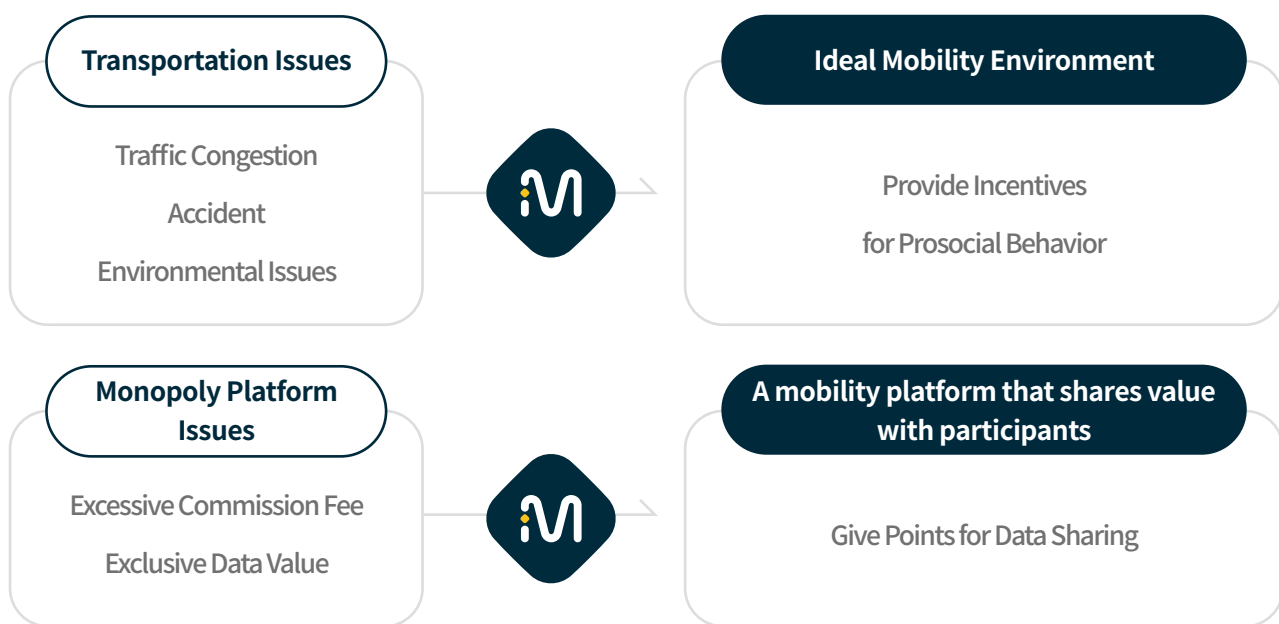 Transportation Issues
Traffic Congestion
Accident
Environmental Issues
Ideal Mobility Environment
Provide Incentives
for Prosocial Behavior
Monopoly Platform
Issues
Excessive Commission Fee
Exclusive Data Value
A mobility platform that shares value
with participants
Give Points for Data Sharing